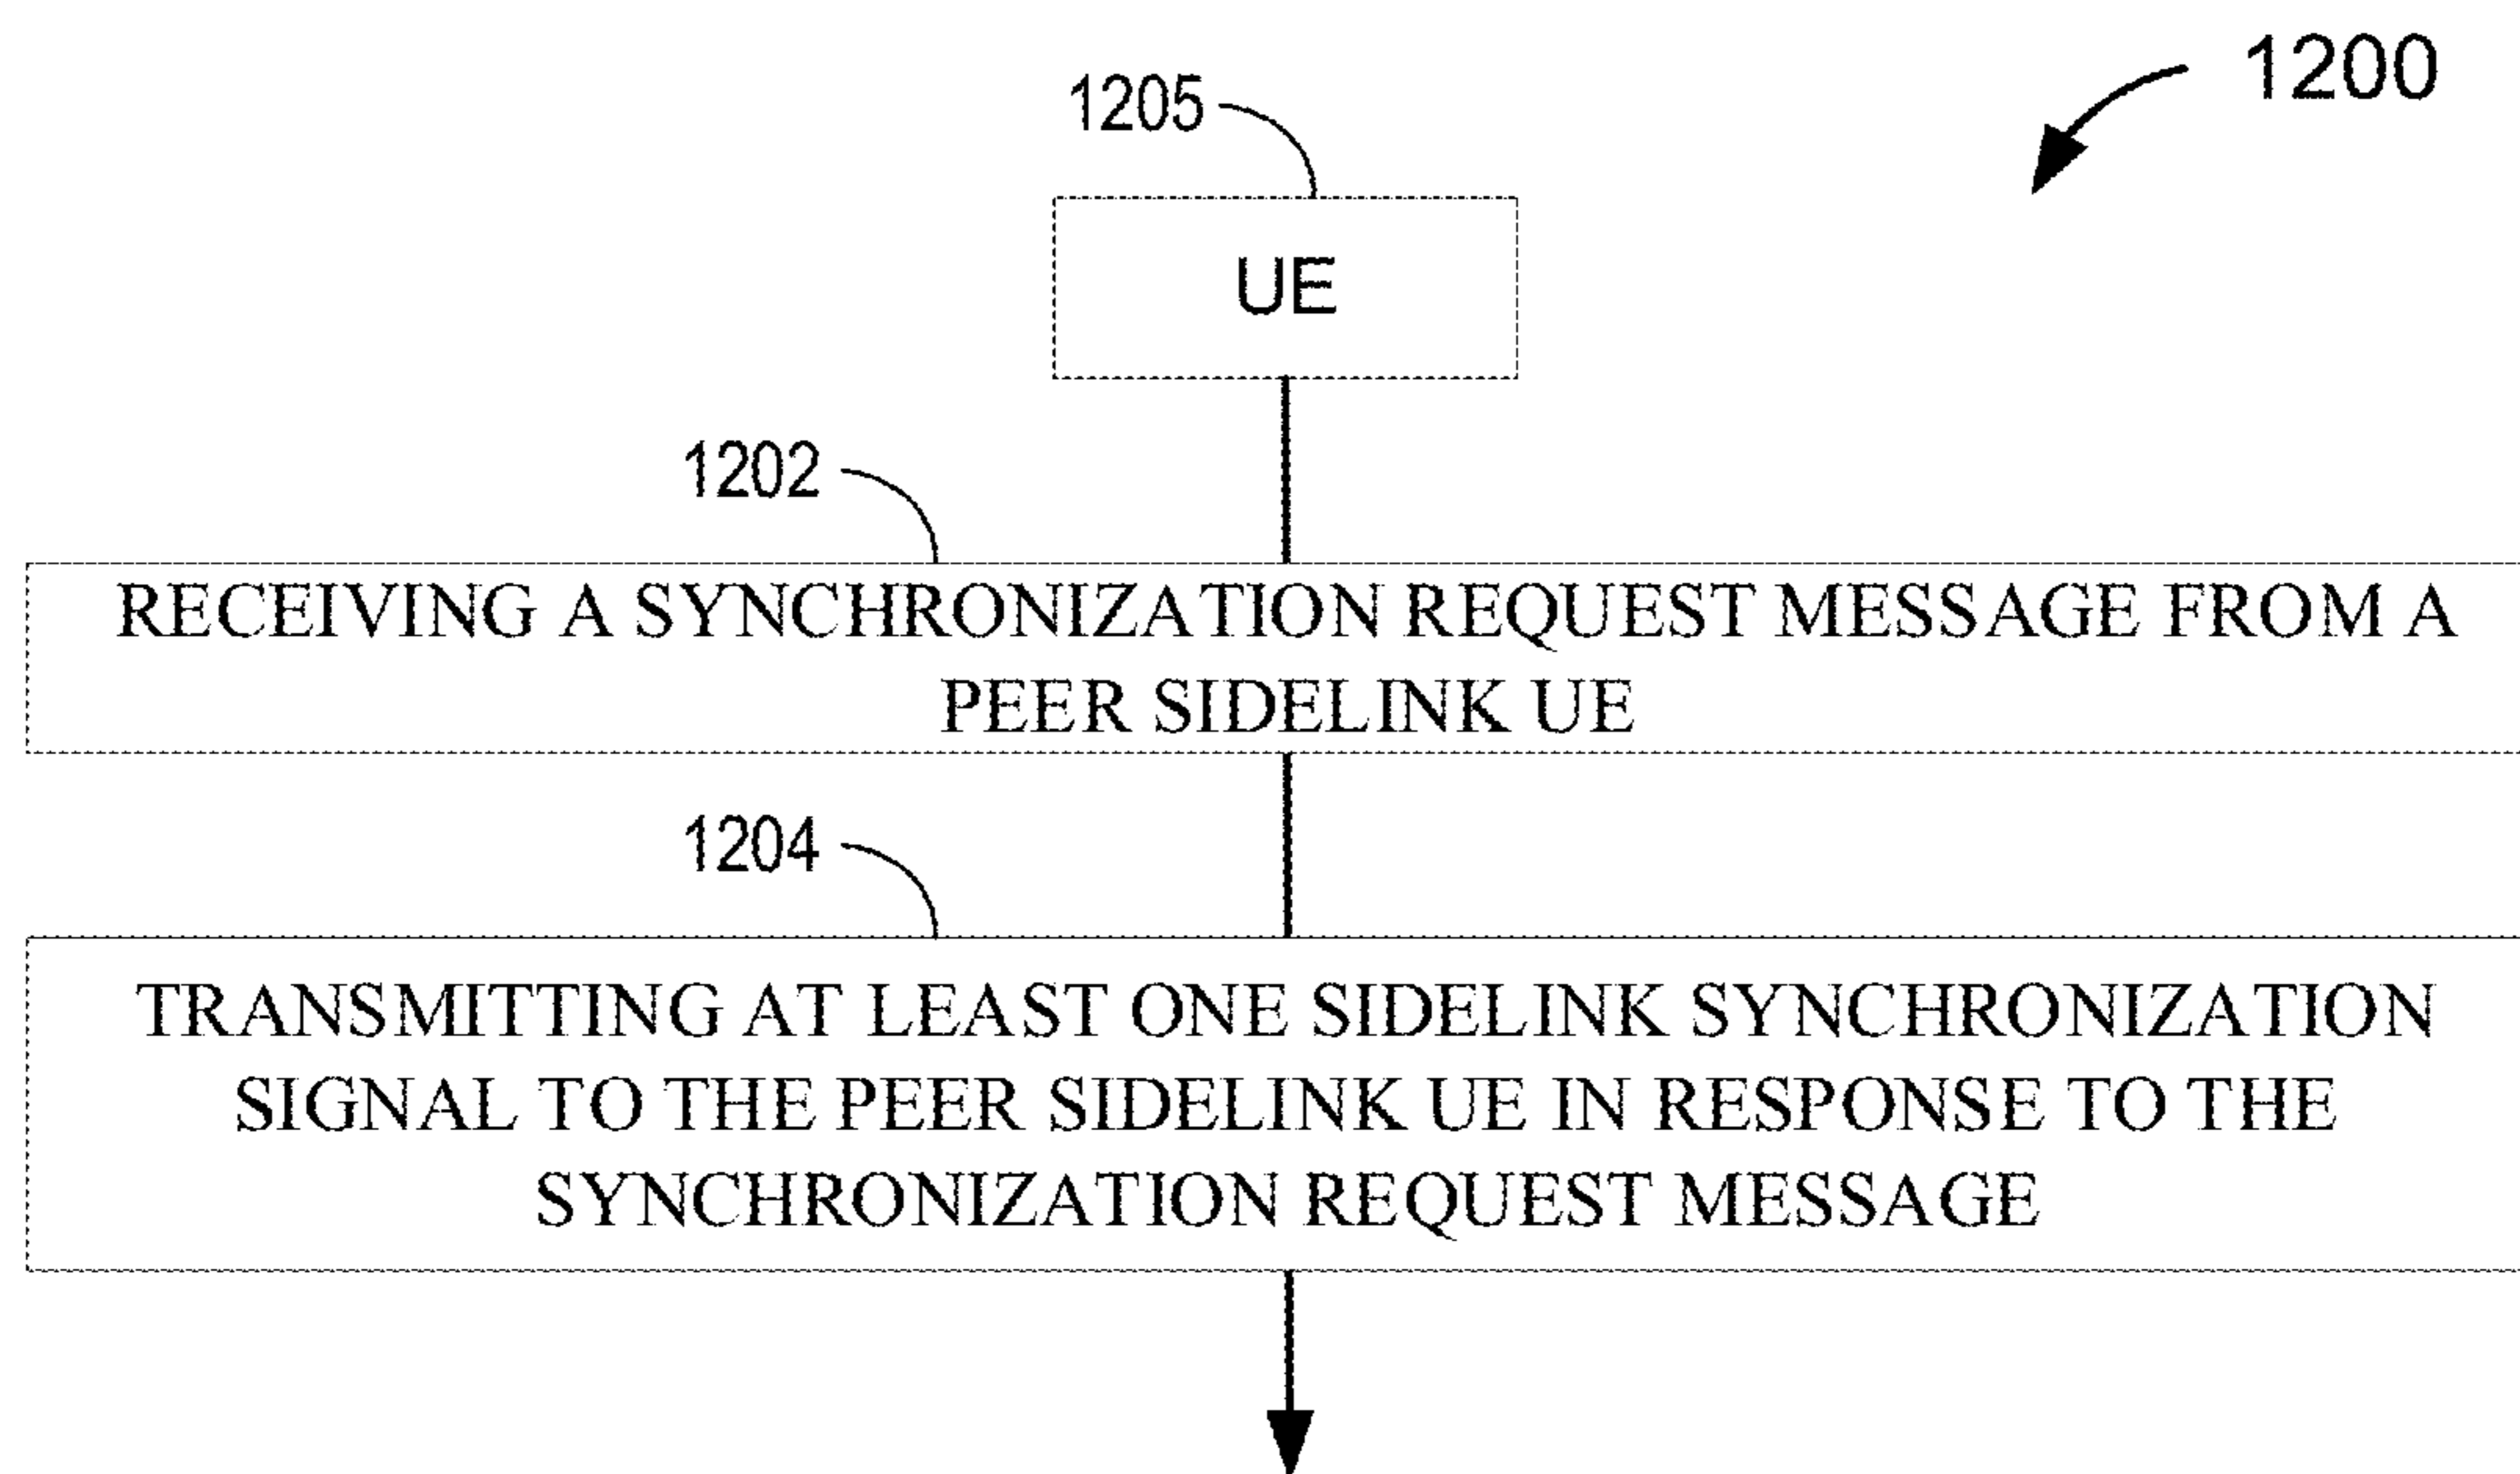 1200
1205
UE
1202
RECEIVING A SYNCHRONIZATION REQUEST MESSAGE FROM A
PEER SIDELINK UE
1204
TRANSMITTING AT LEAST ONE SIDELINK SYNCHRONIZATION
SIGNAL TO THE PEER SIDELINK UE IN RESPONSE TO THE
SYNCHRONIZATION REQUEST MESSAGE